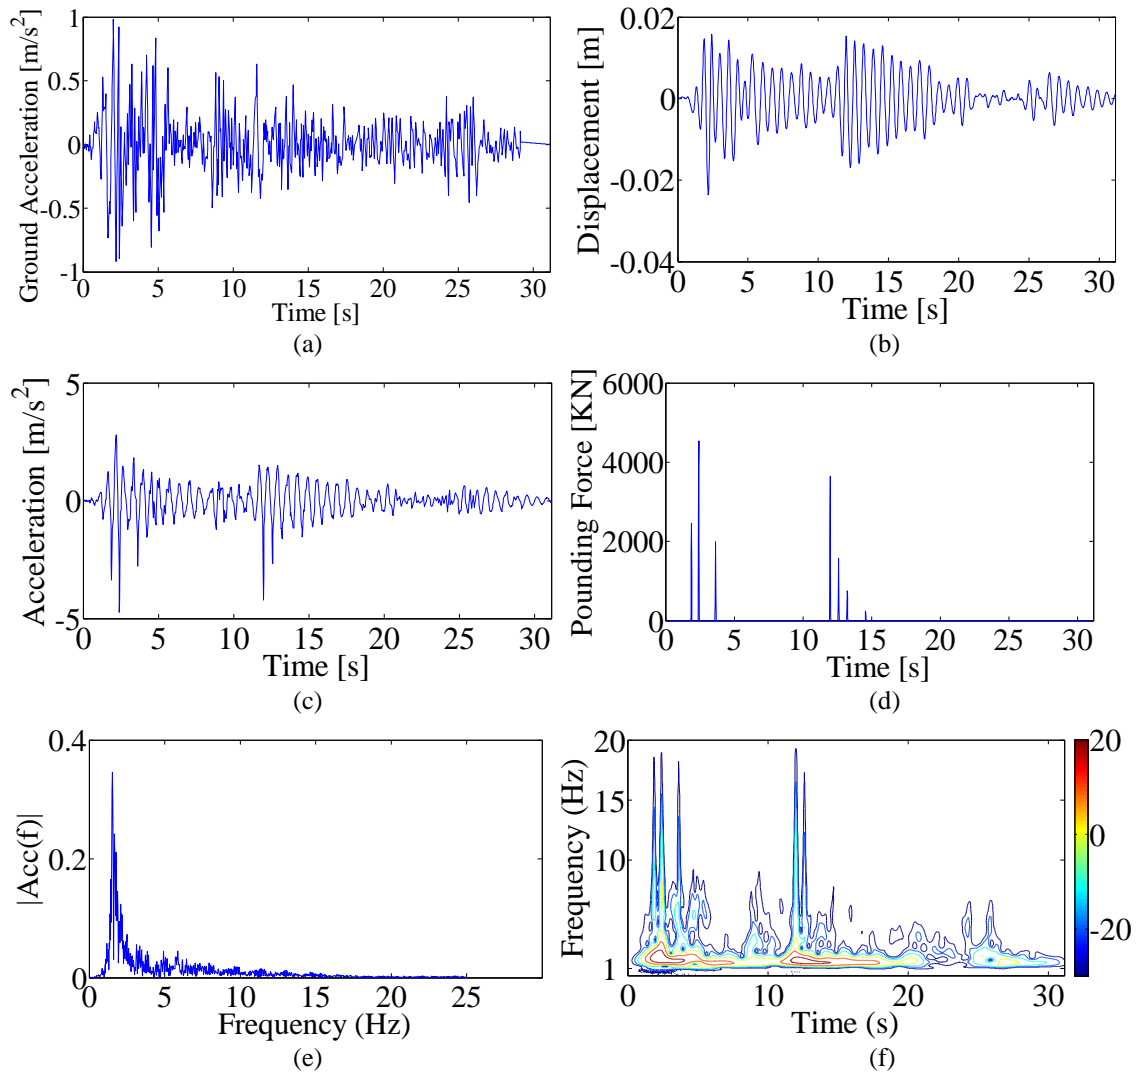 1
0.5
0
-0.5
-1
0 5 10 15 20 25 30
Ground Acceleration [m/s²]
Time [s]
(a)
0.02
0
-0.02
-0.04
0 5 10 15 20 25 30
Displacement [m]
Time [s]
(b)
5
0
-5
0 5 10 15 20 25 30
Acceleration [m/s²]
Time [s]
(c)
6000
4000
2000
0
0 5 10 15 20 25 30
Pounding Force [KN]
Time [s]
(d)
0.4
0.2
0
0 5 10 15 20 25
|Acc(f)|
Frequency (Hz)
(e)
20
15
10
1
0 10 20 30
Frequency (Hz)
Time (s)
20
0
-20
(f)